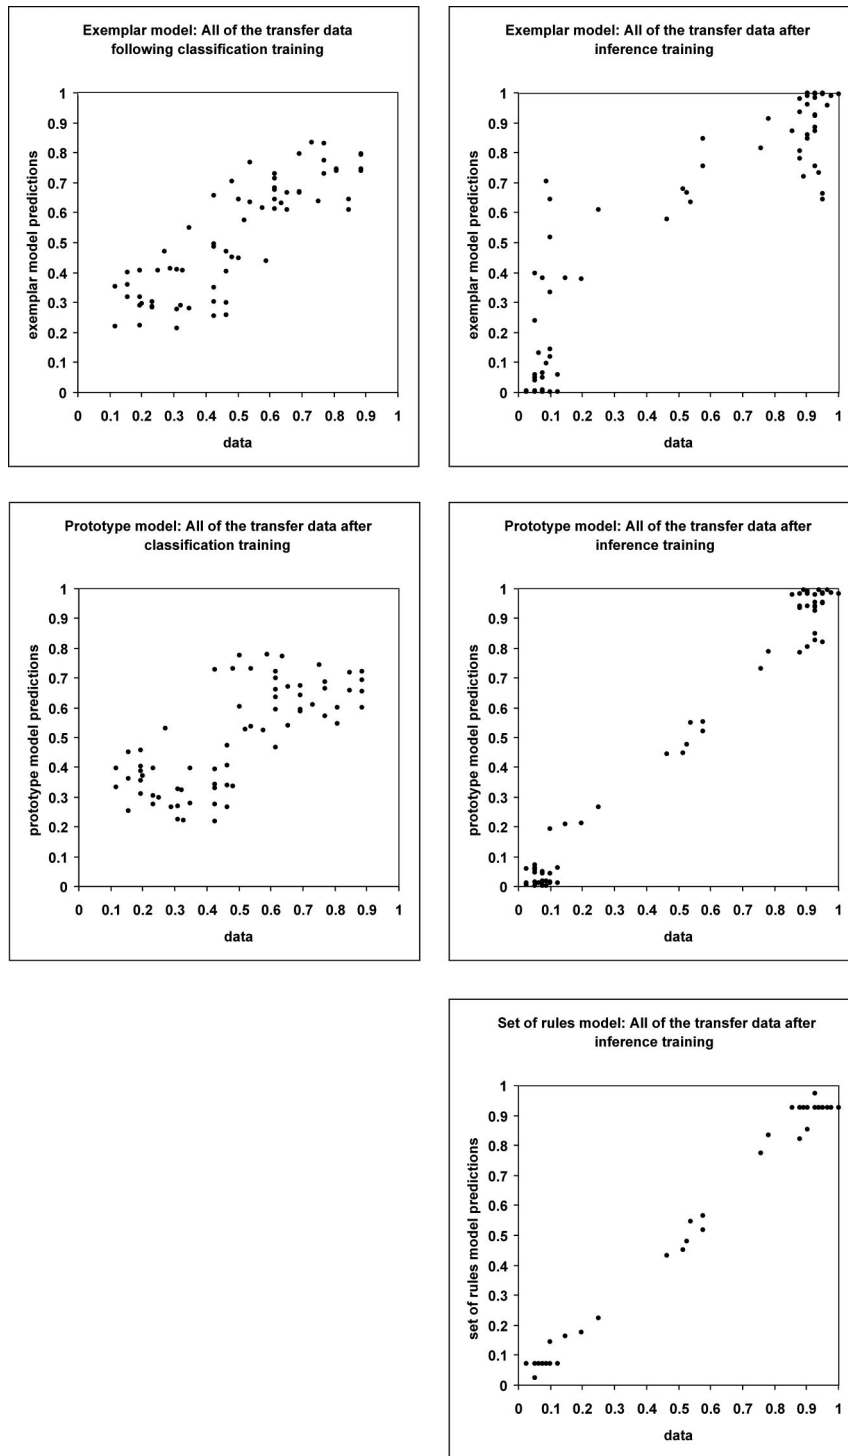 Exemplar model: All of the transfer data
following classification training
exemplar model predictions
1
0.9
0.8
0.7
0.6
0.5
0.4
0.3
0.2
0.1
0
0 0.1 0.2 0.3 0.4 0.5 0.6 0.7 0.8 0.9 1
data
Exemplar model: All of the transfer data after
inference training
exemplar model predictions
1
0.9
0.8
0.7
0.6
0.5
0.4
0.3
0.2
0.1
0
0 0.1 0.2 0.3 0.4 0.5 0.6 0.7 0.8 0.9 1
data
Prototype model: All of the transfer data after
classification training
prototype model predictions
1
0.9
0.8
0.7
0.6
0.5
0.4
0.3
0.2
0.1
0
0 0.1 0.2 0.3 0.4 0.5 0.6 0.7 0.8 0.9 1
data
Prototype model: All of the transfer data after
inference training
prototype model predictions
1
0.9
0.8
0.7
0.6
0.5
0.4
0.3
0.2
0.1
0
0 0.1 0.2 0.3 0.4 0.5 0.6 0.7 0.8 0.9 1
data
Set of rules model: All of the transfer data after
inference training
set of rules model predictions
1
0.9
0.8
0.7
0.6
0.5
0.4
0.3
0.2
0.1
0
0 0.1 0.2 0.3 0.4 0.5 0.6 0.7 0.8 0.9 1
data